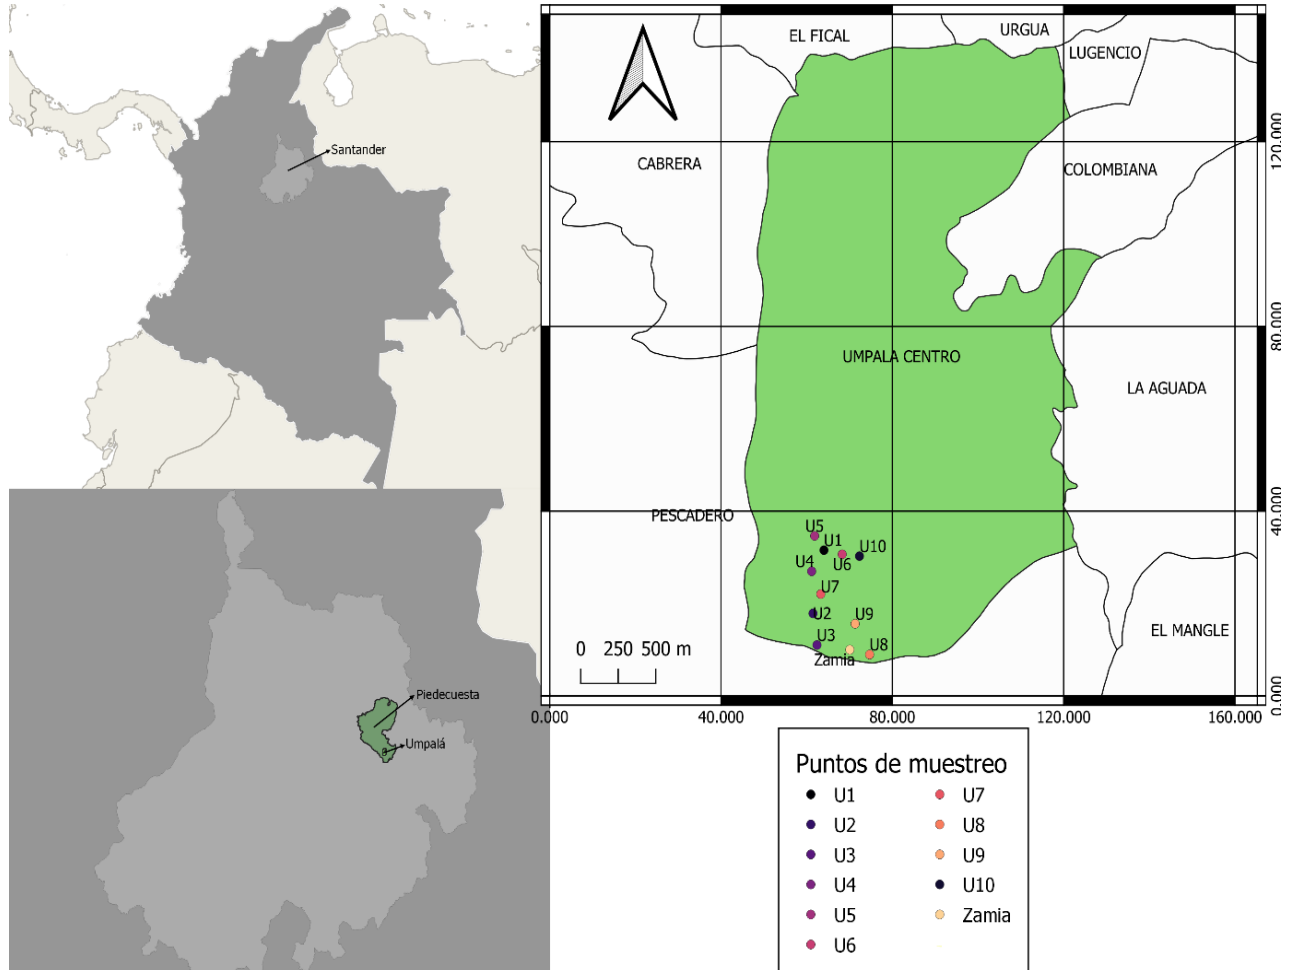 Santander
Piedecuesta
Umpalá
EL FICAL
URGUA
LUGENCIO
CABRERA
COLOMBIANA
UMPALA CENTRO
LA AGUADA
PESCADERO
U5
U1
U10
U4
U6
U7
U2
U9
U3
U8
Zamia
EL MANGLE
0 250 500 m
120.000
80.000
40.000
0.000
0.000 40.000 80.000 120.000 160.000
Puntos de muestreo
U1
U2
U3
U4
U5
U6
U7
U8
U9
U10
Zamia